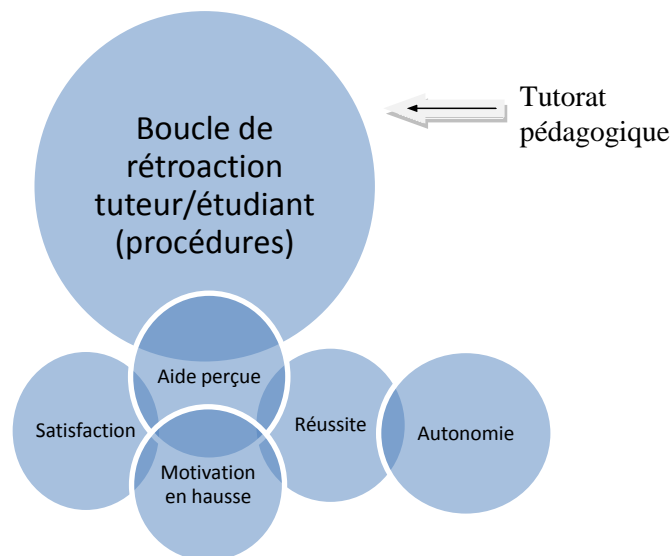 Boucle de
rétroaction
tuteur/étudiant
(procédures)
Tutorat
pédagogique
Aide perçue
Satisfaction
Réussite
Autonomie
Motivation
en hausse